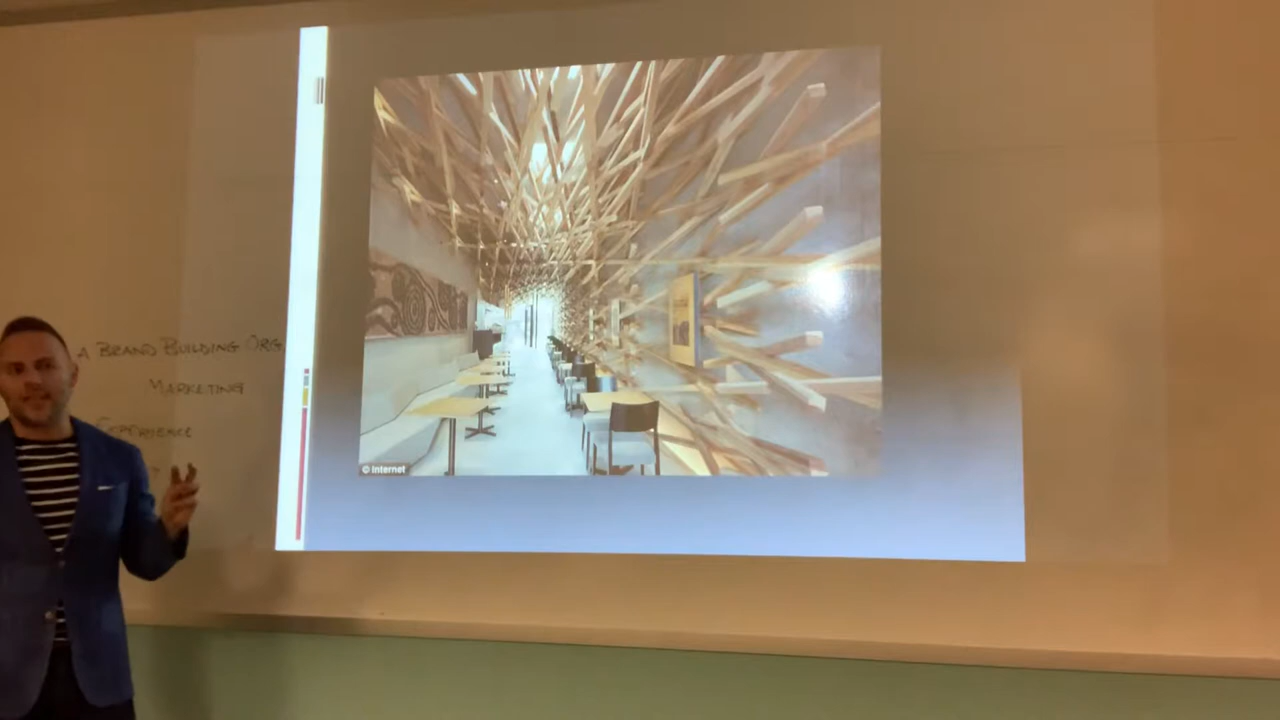 A BRAND BUILDING ORG.
MARKETING
EXPERIENCE
© Internet